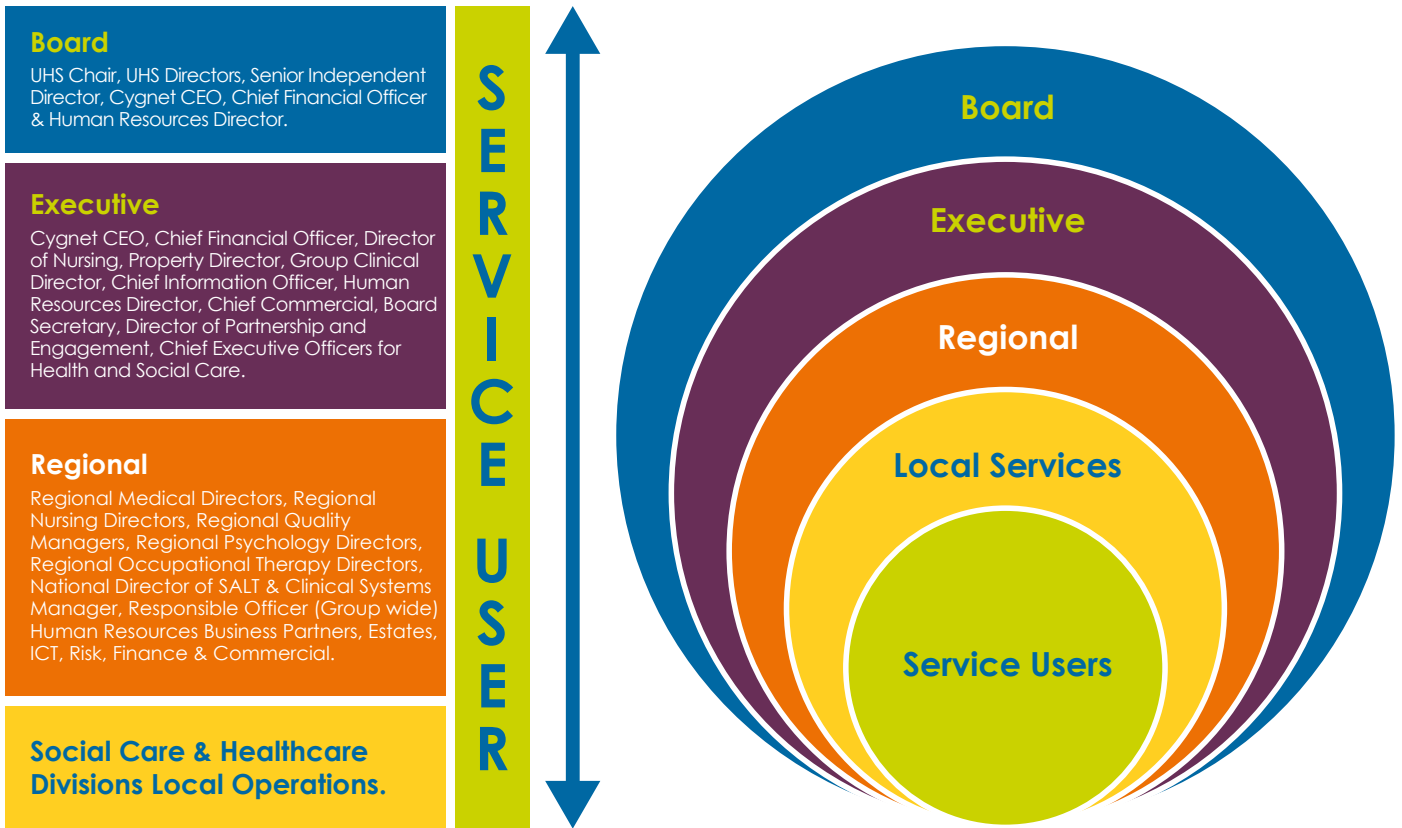 Board
UHS Chair, UHS Directors, Senior Independent
Director, Cygnet CEO, Chief Financial Officer
& Human Resources Director.
Executive
Cygnet CEO, Chief Financial Officer, Director
of Nursing, Property Director, Group Clinical
Director, Chief Information Officer, Human
Resources Director, Chief Commercial, Board
Secretary, Director of Partnership and
Engagement, Chief Executive Officers for
Health and Social Care.
Regional
Regional Medical Directors, Regional
Nursing Directors, Regional Quality
Managers, Regional Psychology Directors,
Regional Occupational Therapy Directors,
National Director of SALT & Clinical Systems
Manager, Responsible Officer (Group wide)
Human Resources Business Partners, Estates,
ICT, Risk, Finance & Commercial.
Social Care & Healthcare
Divisions Local Operations.
SERVICE USER
Board
Executive
Regional
Local Services
Service Users